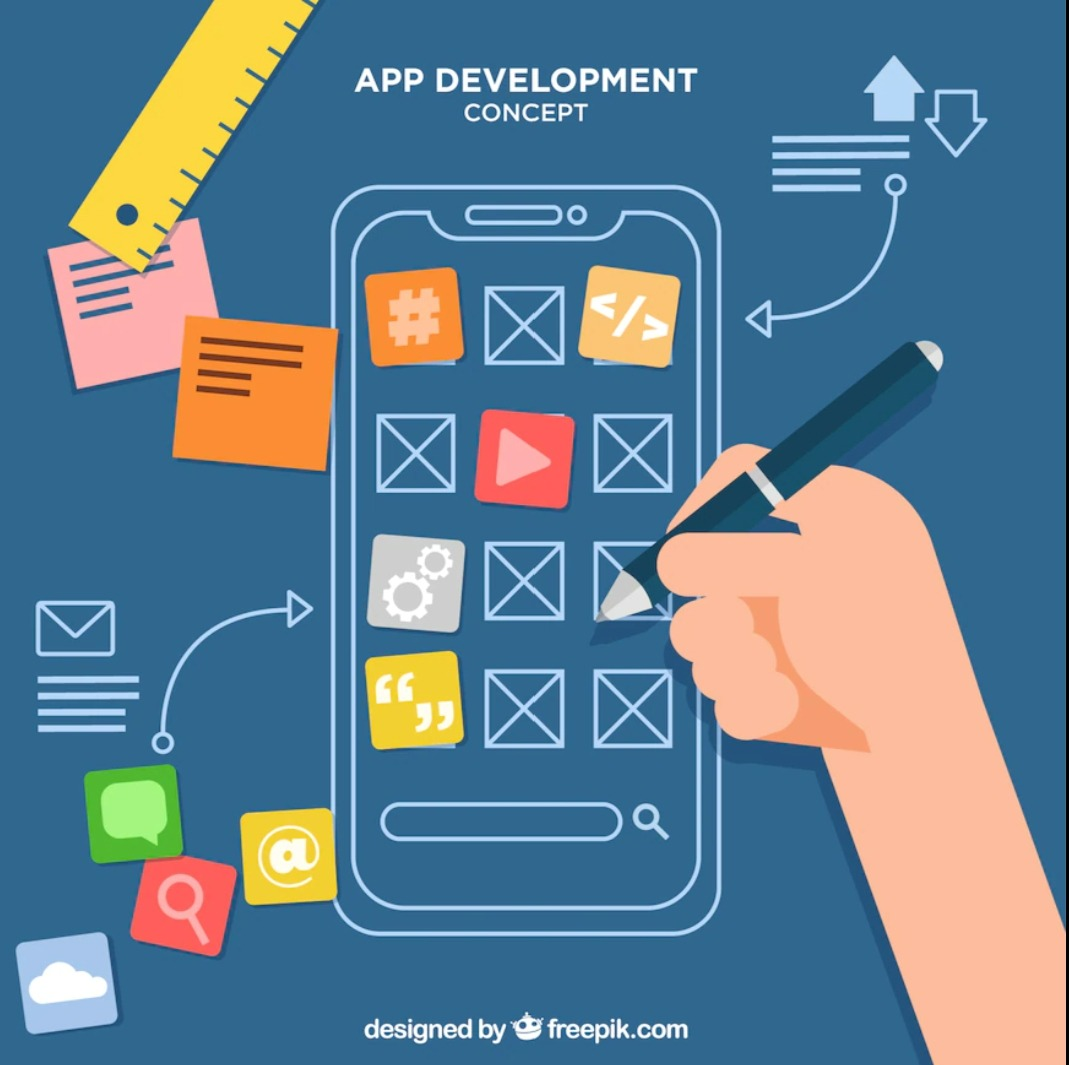 APP DEVELOPMENT
CONCEPT
#
</>
“ ”
@
designed by freepik.com